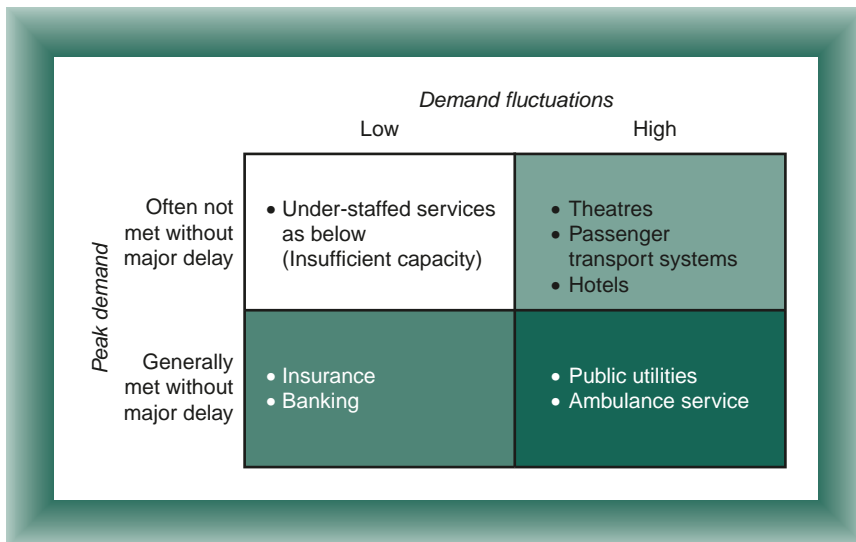 Demand fluctuations
Low
High
Peak demand
Often not
met without
major delay
• Under-staffed services
as below
(Insufficient capacity)
• Theatres
• Passenger
transport systems
• Hotels
Generally
met without
major delay
• Insurance
• Banking
• Public utilities
• Ambulance service